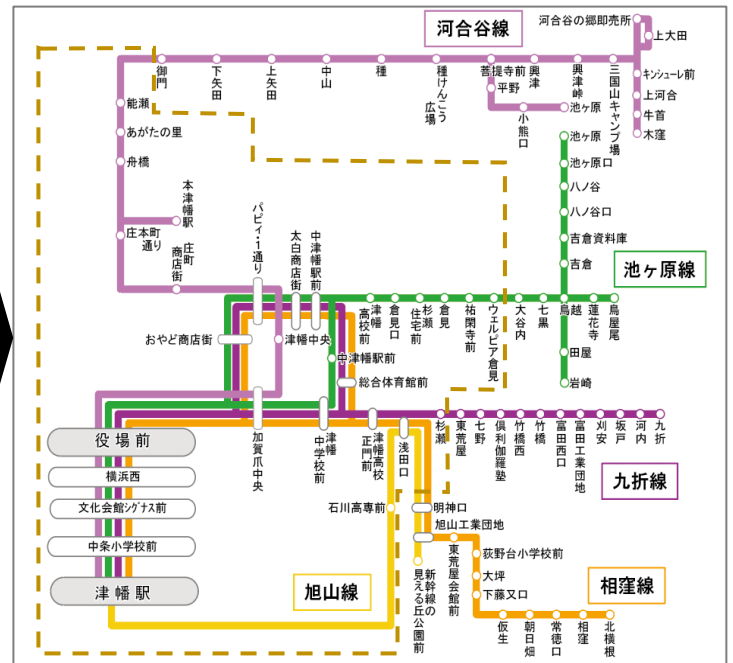 河合谷線
河合谷の郷即売所
上大田
御門
下矢田
上矢田
中山
種
種けんこう広場
菩提寺前
興津
興津峠
三国山キャンプ場
キンシューレ前
上河合
牛首
木窪
平野
小熊口
池ヶ原
能瀬
あがたの里
舟橋
本津幡駅
庄本町通り
庄町商店街
パピィ・1通り
太白商店街
中津幡駅前
池ヶ原
池ヶ原口
八ノ谷
八ノ谷口
吉倉資料庫
吉倉
池ヶ原線
津幡高校前
倉見口
杉瀬住宅前
倉見
祐閑寺前
ウェルピア倉見
大谷内
七黒
鳥越
蓮花寺
鳥屋尾
田屋
岩崎
おやど商店街
津幡中央
中津幡駅前
総合体育館前
加賀爪中央
津幡中学校前
津幡高校正門前
浅田口
杉瀬
東荒屋
七野
倶利伽羅塾
竹橋西
竹橋
富田西口
富田工業団地
刈安
坂戸
河内
九折
九折線
役場前
横浜西
文化会館シグナス前
中条小学校前
津幡駅
石川高専前
明神口
旭山工業団地
旭山線
新幹線の見える丘公園前
東荒屋会館前
荻野台小学校前
大坪
下藤又口
相窪線
仮生
朝日畑
常徳口
相窪
北横根